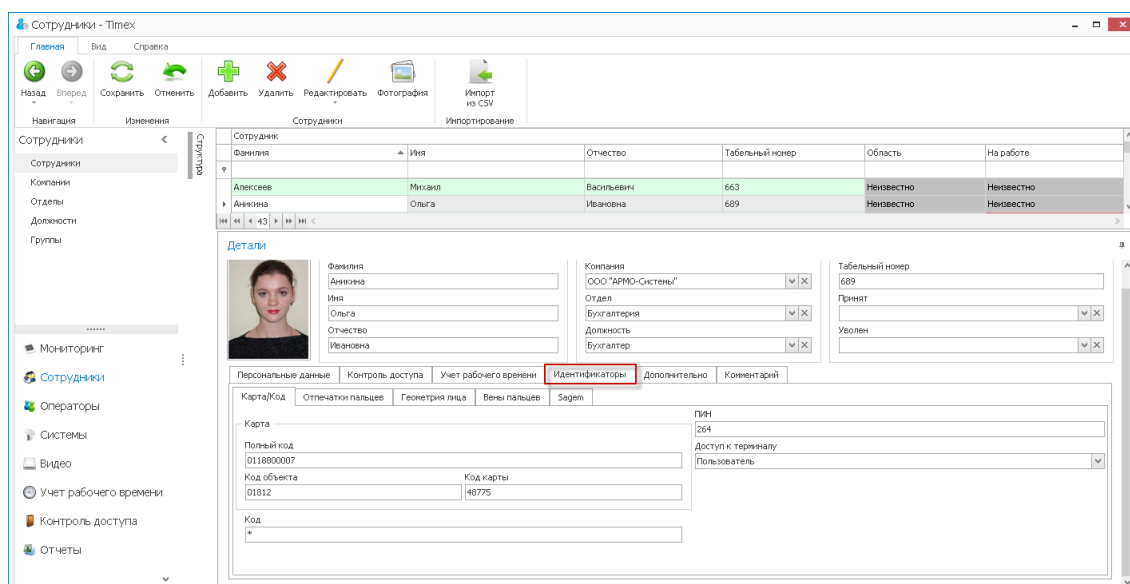 Сотрудники - Timex
Главная Вид Справка
Назад Вперед Сохранить Отменить Добавить Удалить Редактировать Фотография Импорт из CSV
Навигация Изменения Сотрудники Импортирование
Сотрудники
Сотрудники
Компании
Отделы
Должности
Группы
Мониторинг
Сотрудники
Операторы
Системы
Видео
Учет рабочего времени
Контроль доступа
Отчеты
Структура
Сотрудник
Фамилия Имя Отчество Табельный номер Область На работе
Алексеев Михаил Васильевич 663 Неизвестно Неизвестно
Аникина Ольга Ивановна 689 Неизвестно Неизвестно
43
Детали
Фамилия Компания Табельный номер
Аникина ООО "АРМО-Системы" 689
Имя Отдел Принят
Ольга Бухгалтерия
Отчество Должность Уволен
Ивановна Бухгалтер
Персональные данные Контроль доступа Учет рабочего времени Идентификаторы Дополнительно Комментарий
Карта/Код Отпечатки пальцев Геометрия лица Вены пальцев Sagem
Карта ПИН
264
Полный код Доступ к терминалу
0118800007 Пользователь
Код объекта Код карты
01812 48775
Код
*